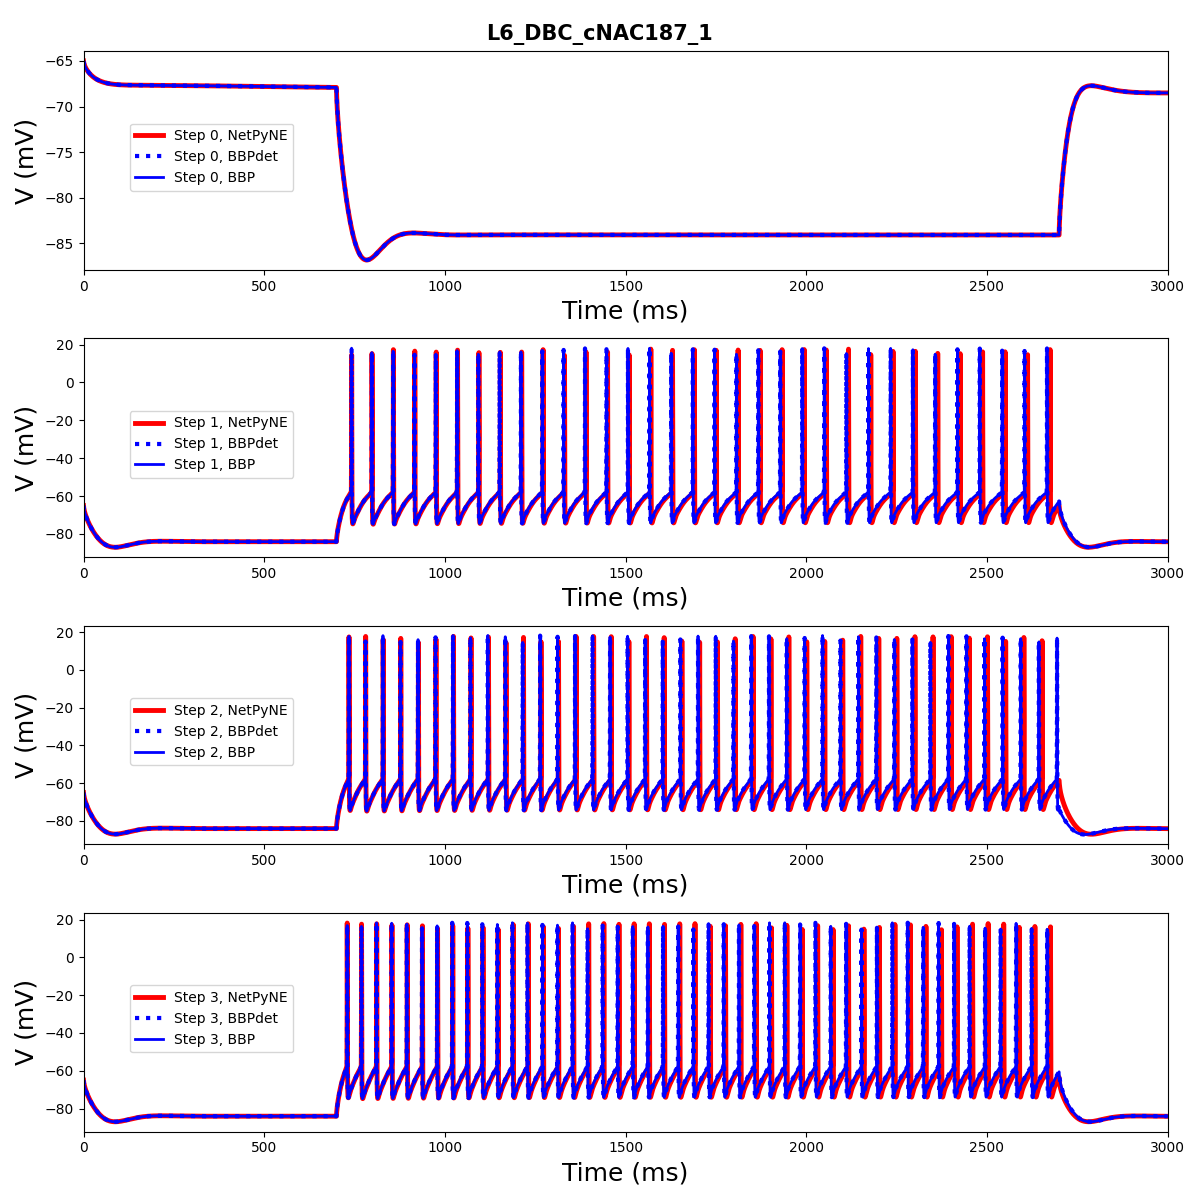 L6_DBC_cNAC187_1
−65
−70
−75
−80
−85
V (mV)
Step 0, NetPyNE
Step 0, BBPdet
Step 0, BBP
0 500 1000 1500 2000 2500 3000
Time (ms)
20
0
−20
−40
−60
−80
V (mV)
Step 1, NetPyNE
Step 1, BBPdet
Step 1, BBP
0 500 1000 1500 2000 2500 3000
Time (ms)
20
0
−20
−40
−60
−80
V (mV)
Step 2, NetPyNE
Step 2, BBPdet
Step 2, BBP
0 500 1000 1500 2000 2500 3000
Time (ms)
20
0
−20
−40
−60
−80
V (mV)
Step 3, NetPyNE
Step 3, BBPdet
Step 3, BBP
0 500 1000 1500 2000 2500 3000
Time (ms)